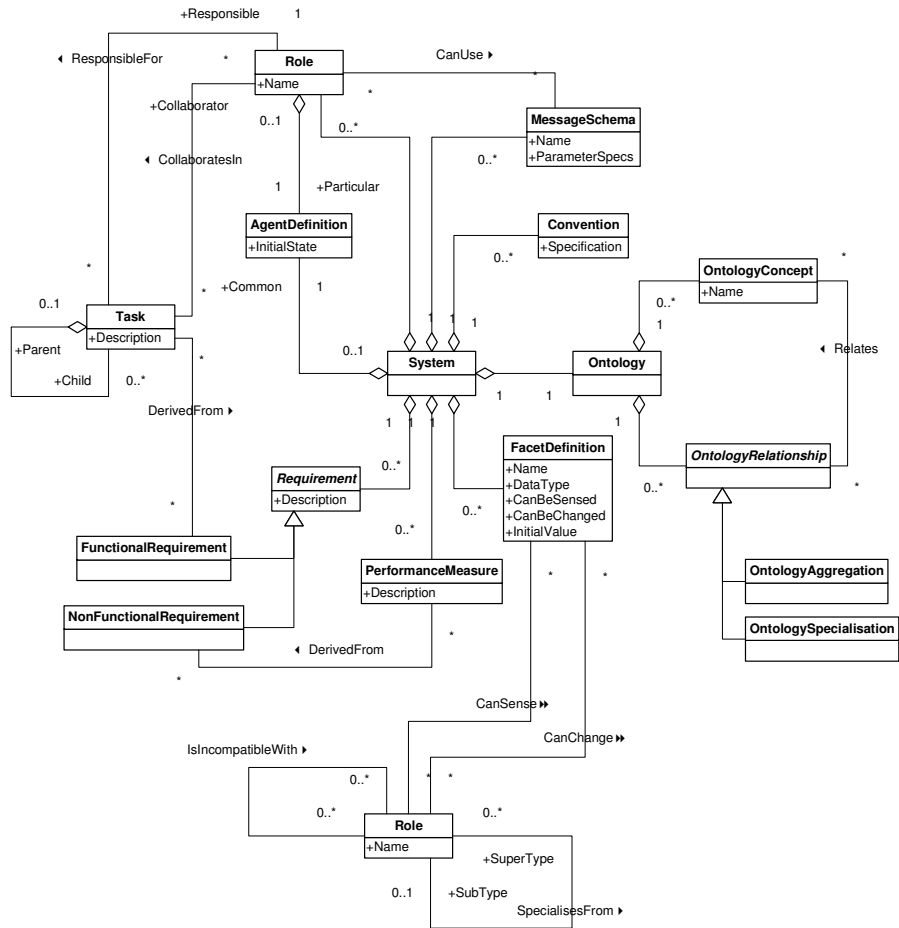 +Responsible 1
◂ ResponsibleFor
*
Role
+Name
CanUse ▸
*
*
+Collaborator
0..1
0..*
MessageSchema
+Name
+ParameterSpecs
0..*
◂ CollaboratesIn
1
+Particular
AgentDefinition
+InitialState
Convention
+Specification
0..*
*
*
+Common
1
OntologyConcept
+Name
*
0..*
0..1
Task
+Description
+Parent
+Child
0..*
*
1
1
1
1
0..1
System
Ontology
◂ Relates
1
1
1
DerivedFrom ▸
1
1
1
FacetDefinition
+Name
+DataType
+CanBeSensed
+CanBeChanged
+InitialValue
OntologyRelationship
0..*
*
Requirement
+Description
0..*
0..*
0..*
*
FunctionalRequirement
PerformanceMeasure
+Description
*
*
OntologyAggregation
NonFunctionalRequirement
*
OntologySpecialisation
◂ DerivedFrom
*
CanSense ▸▸
CanChange ▸▸
IsIncompatibleWith ▸
0..*
*
*
0..*
Role
+Name
0..*
+SuperType
0..1
+SubType
SpecialisesFrom ▸